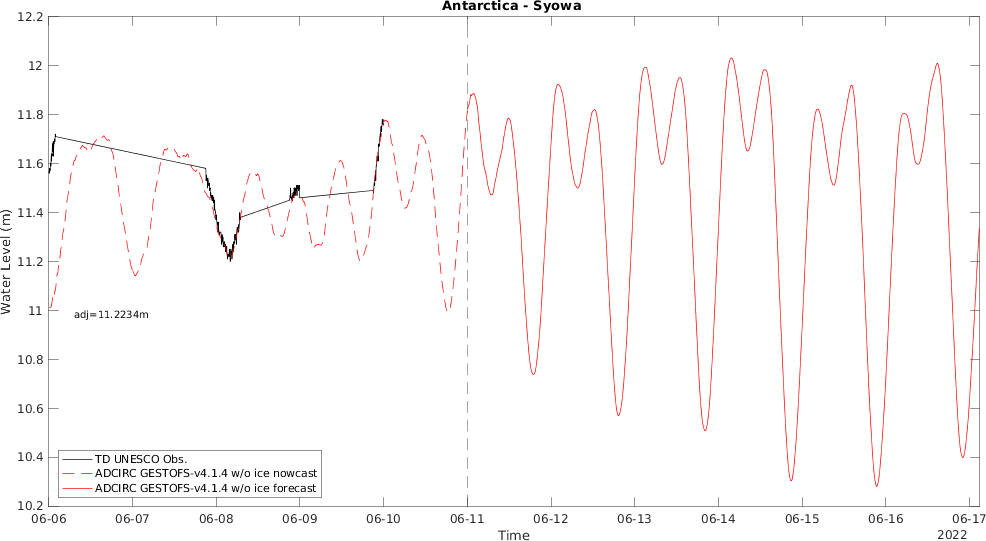 Antarctica - Syowa
12.2
12
11.8
11.6
11.4
11.2
11
10.8
10.6
10.4
10.2
Water Level (m)
adj=11.2234m
TD UNESCO Obs.
ADCIRC GESTOFS-v4.1.4 w/o ice nowcast
ADCIRC GESTOFS-v4.1.4 w/o ice forecast
06-06 06-07 06-08 06-09 06-10 06-11 06-12 06-13 06-14 06-15 06-16 06-17
Time
2022